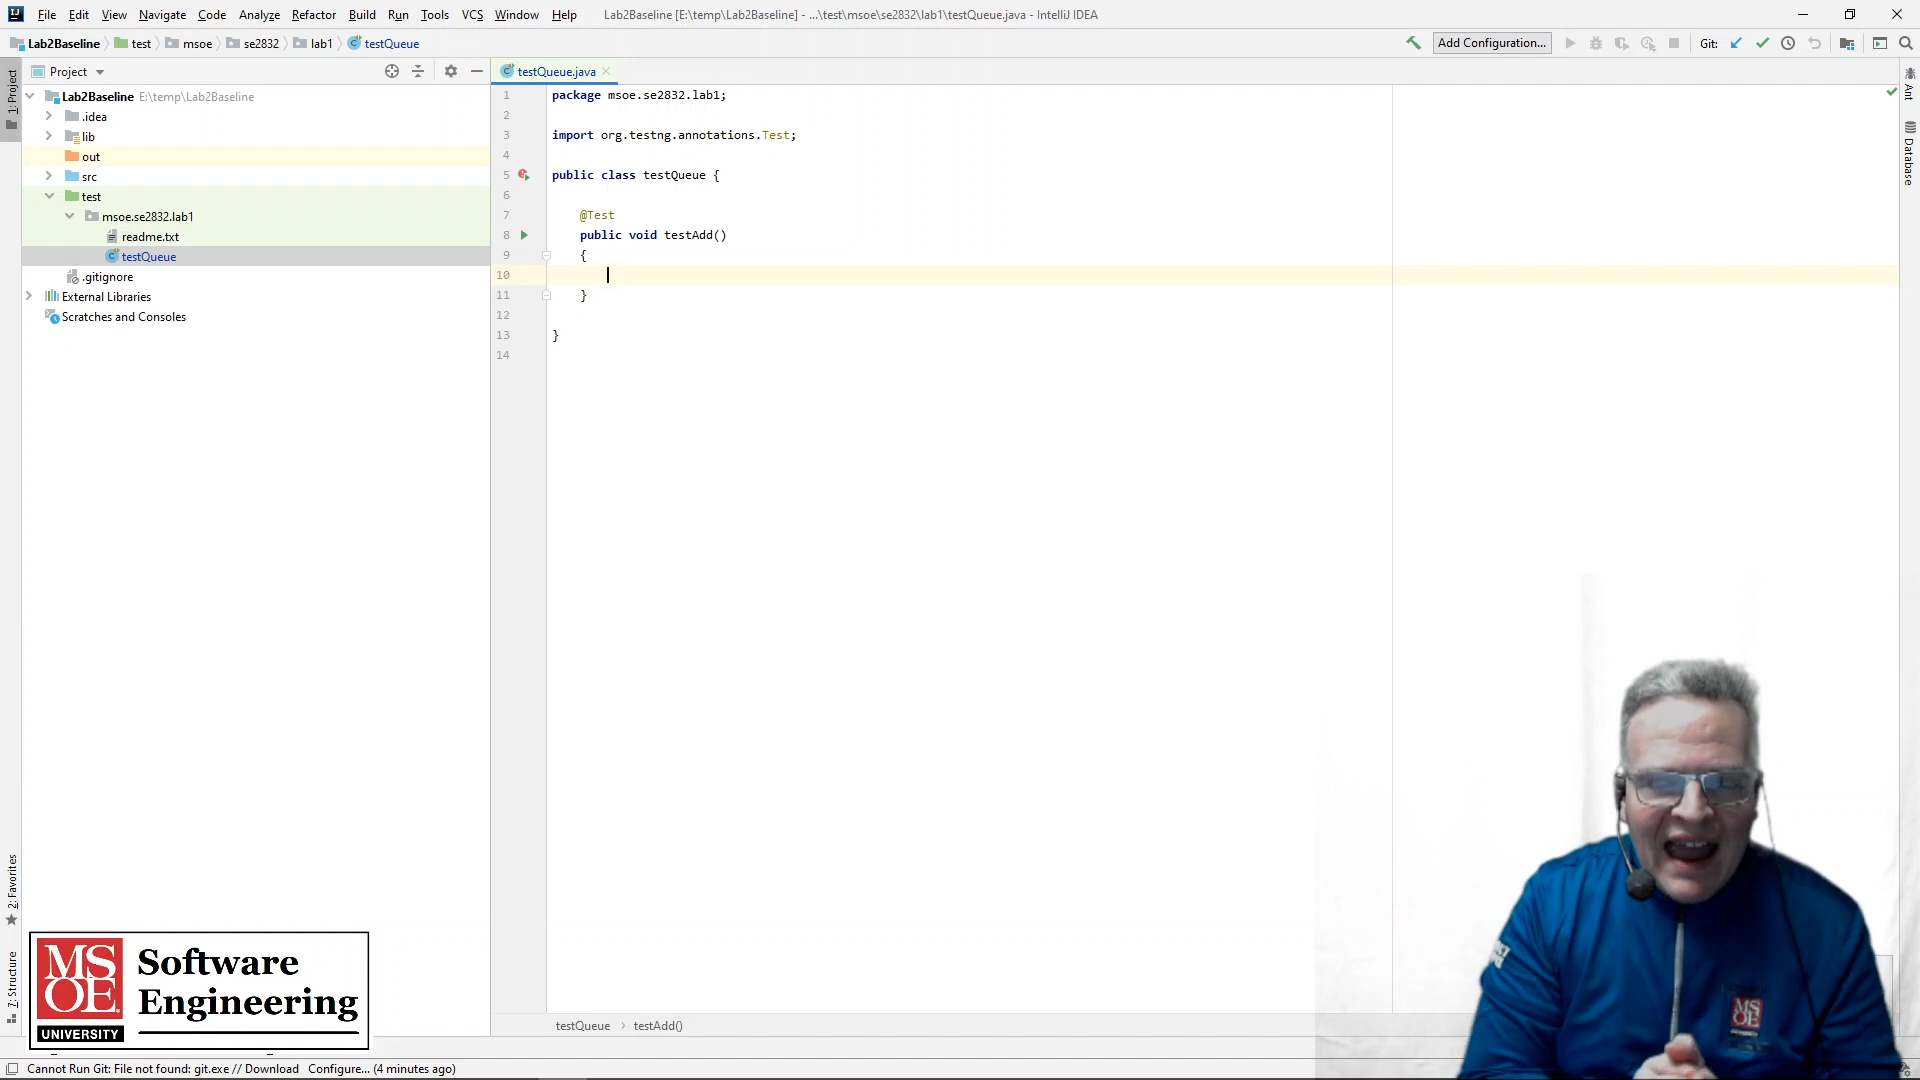 File Edit View Navigate Code Analyze Refactor Build Run Tools VCS Window Help Lab2Baseline [E:\temp\Lab2Baseline] - ...\test\msoe\se2832\lab1\testQueue.java - IntelliJ IDEA
Lab2Baseline test msoe se2832 lab1 testQueue Add Configuration... Git:
Project
testQueue.java
1: Project
Lab2Baseline E:\temp\Lab2Baseline
.idea
lib
out
src
test
msoe.se2832.lab1
readme.txt
testQueue
.gitignore
External Libraries
Scratches and Consoles
1 package msoe.se2832.lab1;
2
3 import org.testng.annotations.Test;
4
5 public class testQueue {
6
7 @Test
8 public void testAdd()
9 {
10
11 }
12
13 }
14
Ant
Database
2: Favorites
7: Structure
MSOE
UNIVERSITY
Software
Engineering
MS
OE
testQueue › testAdd()
Cannot Run Git: File not found: git.exe // Download Configure... (4 minutes ago)